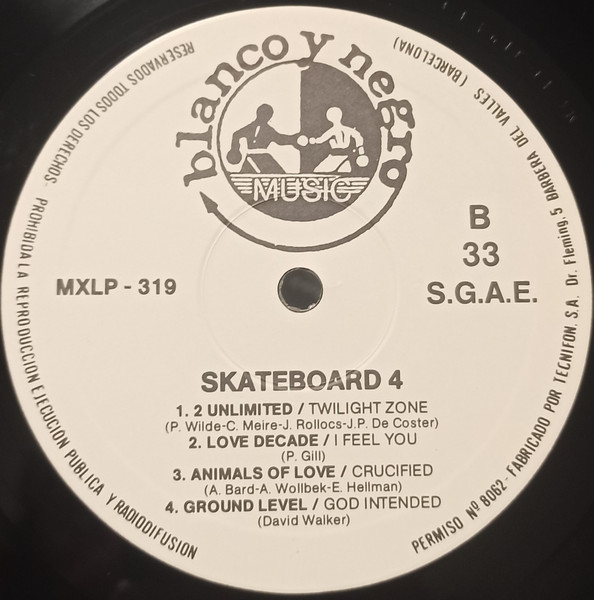 blanco y negro
MUSIC
RESERVADOS TODOS LOS DERECHOS. PROHIBIDA LA REPRODUCCION EJECUCION PUBLICA Y RADIODIFUSION
PERMISO Nº 8062 - FABRICADO POR TECNIFON, S.A. Dr. Fleming, 5 BARBERA DEL VALLES (BARCELONA)
B
33
S.G.A.E.
MXLP - 319
SKATEBOARD 4
1. 2 UNLIMITED / TWILIGHT ZONE
(P. Wilde-C. Meire-J. Rollocs-J.P. De Coster)
2. LOVE DECADE / I FEEL YOU
(P. Gill)
3. ANIMALS OF LOVE / CRUCIFIED
(A. Bard-A. Wollbek-E. Hellman)
4. GROUND LEVEL / GOD INTENDED
(David Walker)